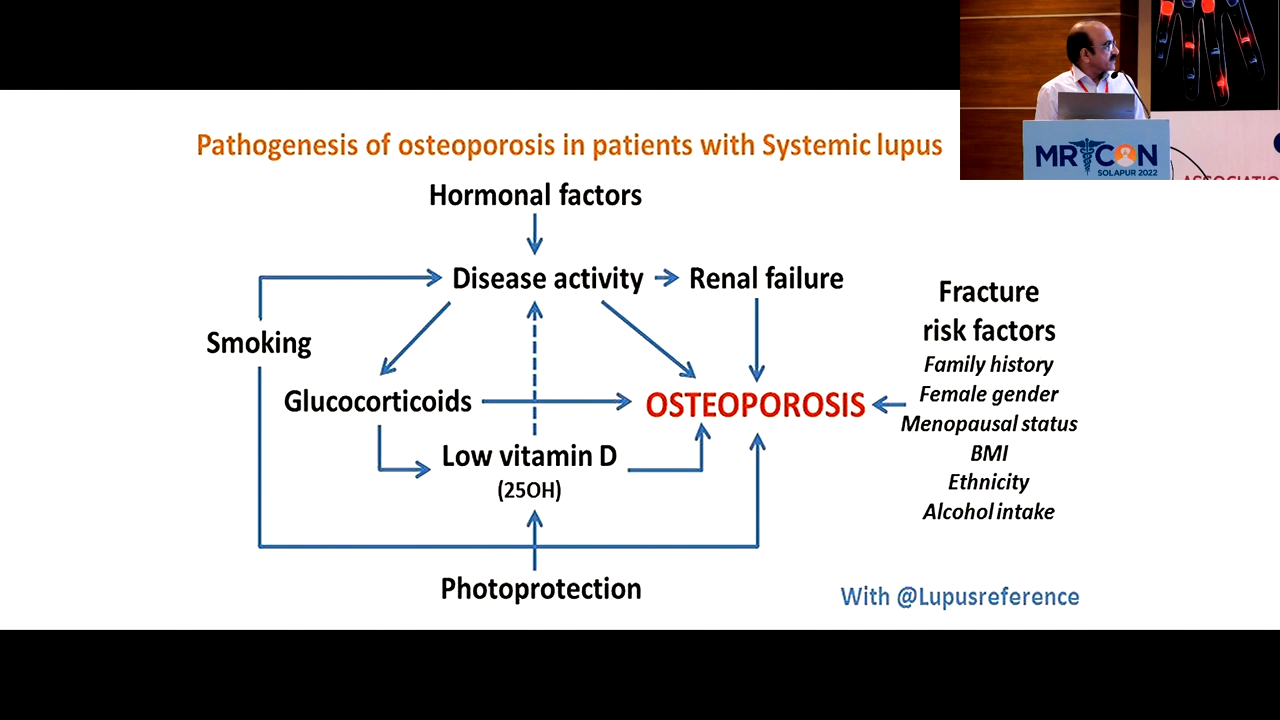 Pathogenesis of osteoporosis in patients with Systemic lupus
Hormonal factors
Disease activity
Renal failure
Smoking
Glucocorticoids
OSTEOPOROSIS
Low vitamin D
(25OH)
Photoprotection
Fracture
risk factors
Family history
Female gender
Menopausal status
BMI
Ethnicity
Alcohol intake
With @Lupusreference
MR CON
SOLAPUR 2022